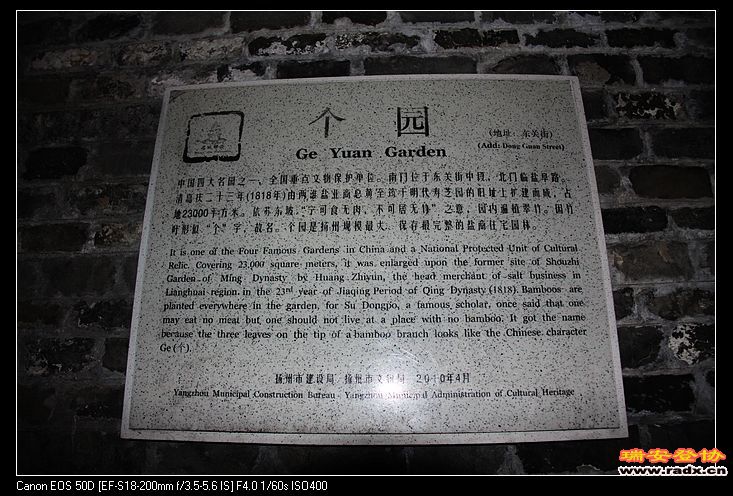 个 园
(地址：东关街)
Ge Yuan Garden
(Add: Dong Guan Street)
中国四大名园之一、全国重点文物保护单位。南门位于东关街中段，北门临盐阜路。
清嘉庆二十三年(1818年)由两淮盐业商总黄至筠于明代寿芝园的旧址上扩建而成，占
地23000平方米。依苏东坡"宁可食无肉，不可居无竹"之意，园内遍植翠竹。因竹
叶形似"个"字，故名。个园是扬州规模最大、保存最完整的盐商住宅园林。
It is one of the Four Famous Gardens in China and a National Protected Unit of Cultural
Relic. Covering 23,000 square meters, it was enlarged upon the former site of Shouzhi
Garden of Ming Dynasty by Huang Zhiyun, the head merchant of salt business in
Lianghuai region in the 23rd year of Jiaqing Period of Qing Dynasty (1818). Bamboos are
planted everywhere in the garden, for Su Dongpo, a famous scholar, once said that one
may eat no meat but one should not live at a place with no bamboo. It got the name
because the three leaves on the tip of a bamboo branch looks like the Chinese character
Ge (个).
扬州市建设局 扬州市文物局 2010年4月
Yangzhou Municipal Construction Bureau Yangzhou Municipal Administration of Cultural Heritage
瑞安登协
http://www.radx.cn
Canon EOS 50D [EF-S18-200mm f/3.5-5.6 IS] F4.0 1/60s ISO400